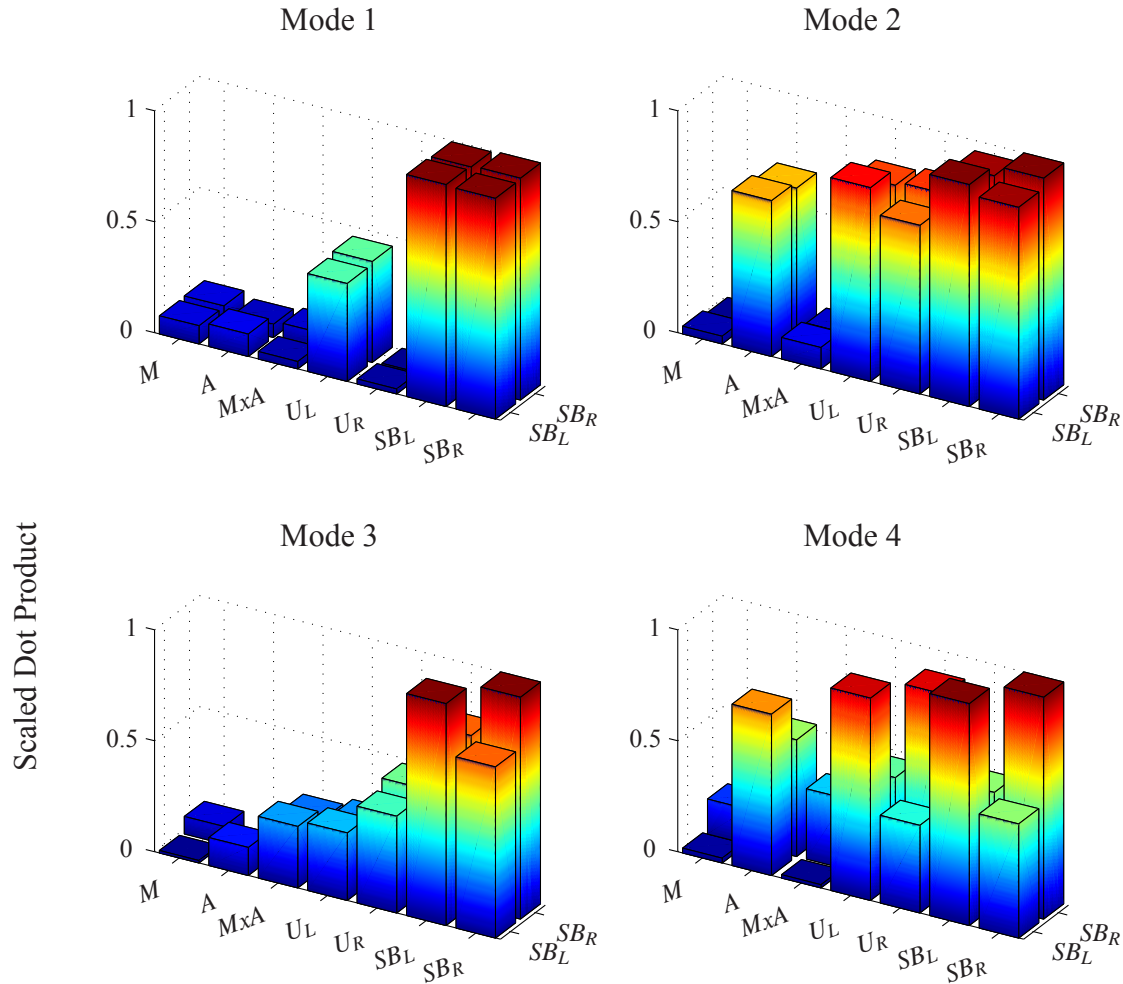 Mode 1
1
0.5
0
M
A
MxA
UL
UR
SBL
SBR
SBL
SBR
Mode 2
1
0.5
0
M
A
MxA
UL
UR
SBL
SBR
SBL
SBR
Scaled Dot Product
Mode 3
1
0.5
0
M
A
MxA
UL
UR
SBL
SBR
SBL
SBR
Mode 4
1
0.5
0
M
A
MxA
UL
UR
SBL
SBR
SBL
SBR